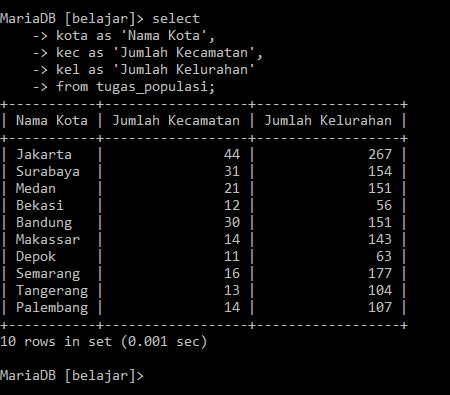 MariaDB [belajar]> select
    -> kota as 'Nama Kota',
    -> kec as 'Jumlah Kecamatan',
    -> kel as 'Jumlah Kelurahan'
    -> from tugas_populasi;
+-----------+------------------+------------------+
| Nama Kota | Jumlah Kecamatan | Jumlah Kelurahan |
+-----------+------------------+------------------+
| Jakarta   |               44 |              267 |
| Surabaya  |               31 |              154 |
| Medan     |               21 |              151 |
| Bekasi    |               12 |               56 |
| Bandung   |               30 |              151 |
| Makassar  |               14 |              143 |
| Depok     |               11 |               63 |
| Semarang  |               16 |              177 |
| Tangerang |               13 |              104 |
| Palembang |               14 |              107 |
+-----------+------------------+------------------+
10 rows in set (0.001 sec)
MariaDB [belajar]>